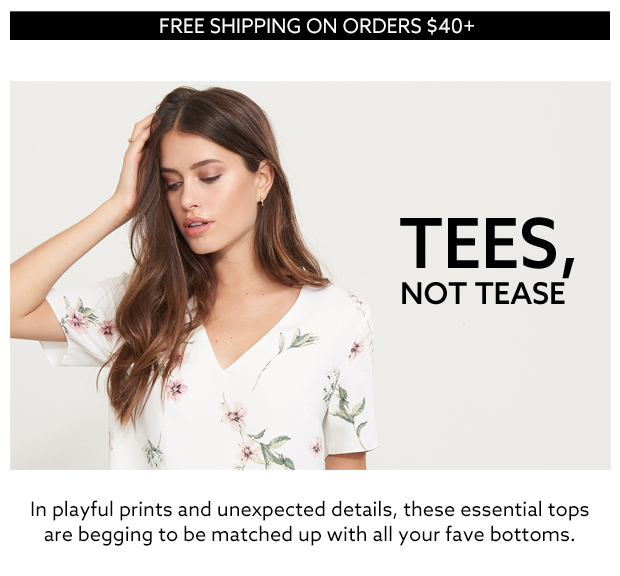 FREE SHIPPING ON ORDERS $40+
TEES,
NOT TEASE
In playful prints and unexpected details, these essential tops
are begging to be matched up with all your fave bottoms.